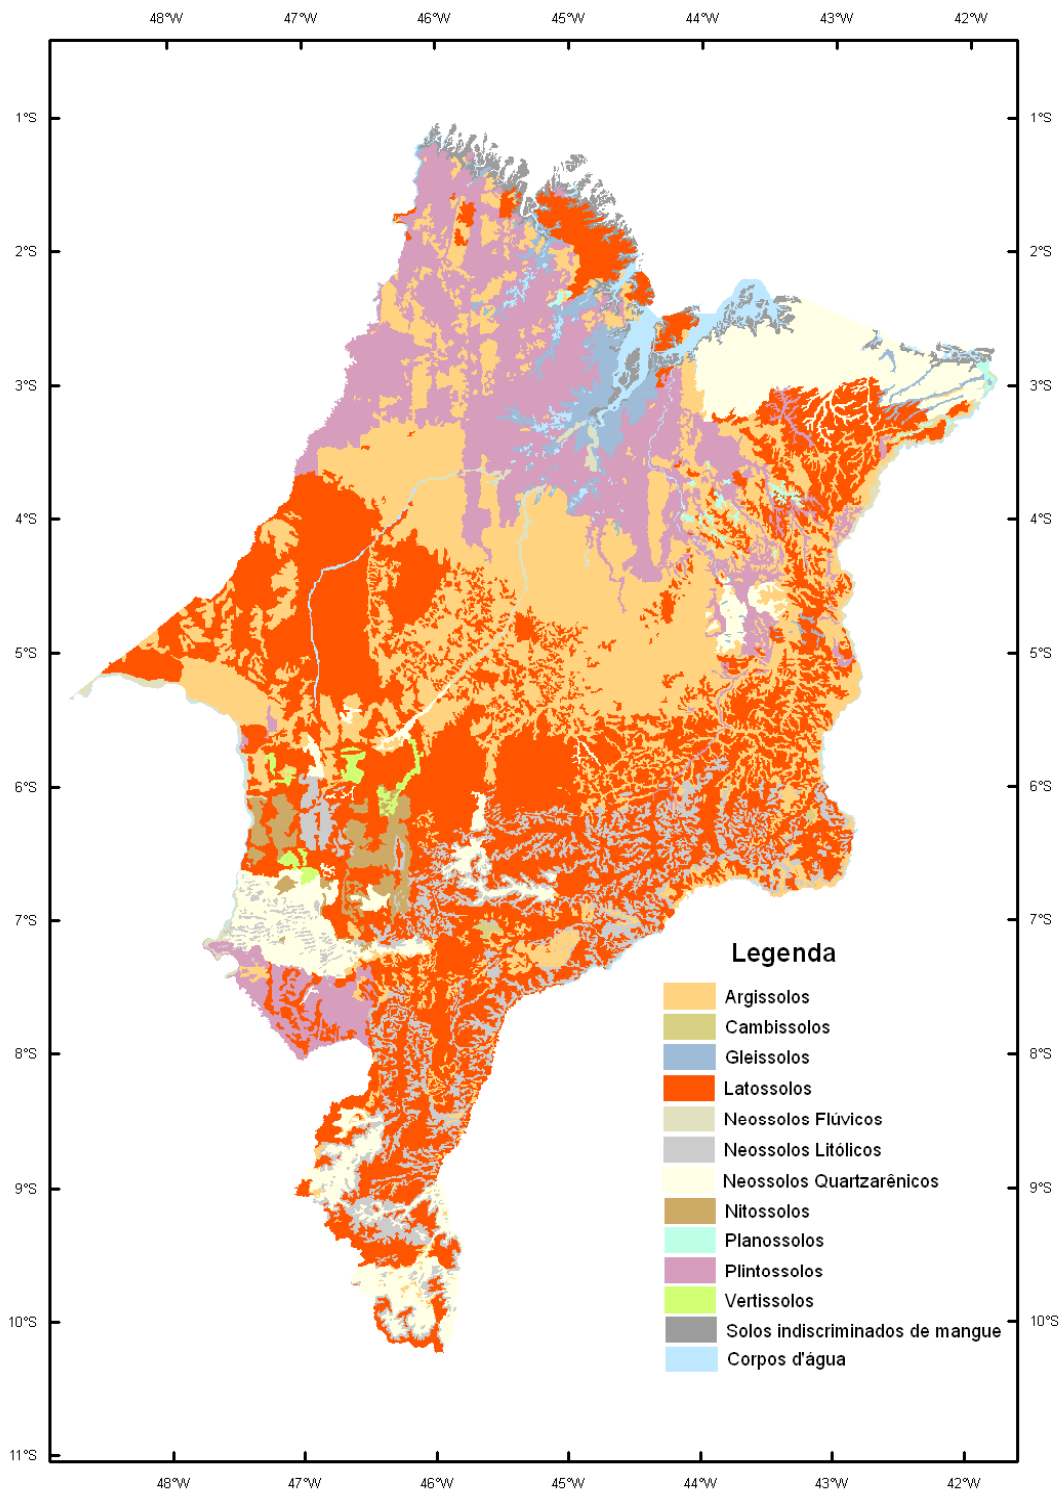 48°W 47°W 46°W 45°W 44°W 43°W 42°W
1°S 1°S
2°S 2°S
3°S 3°S
4°S 4°S
5°S 5°S
6°S 6°S
7°S 7°S
Legenda
Argissolos
Cambissolos
8°S 8°S
Gleissolos
Latossolos
Neossolos Flúvicos
Neossolos Litólicos
Neossolos Quartzarênicos
9°S 9°S
Nitossolos
Planossolos
Plintossolos
Vertissolos
10°S 10°S
Solos indiscriminados de mangue
Corpos d'água
11°S
48°W 47°W 46°W 45°W 44°W 43°W 42°W